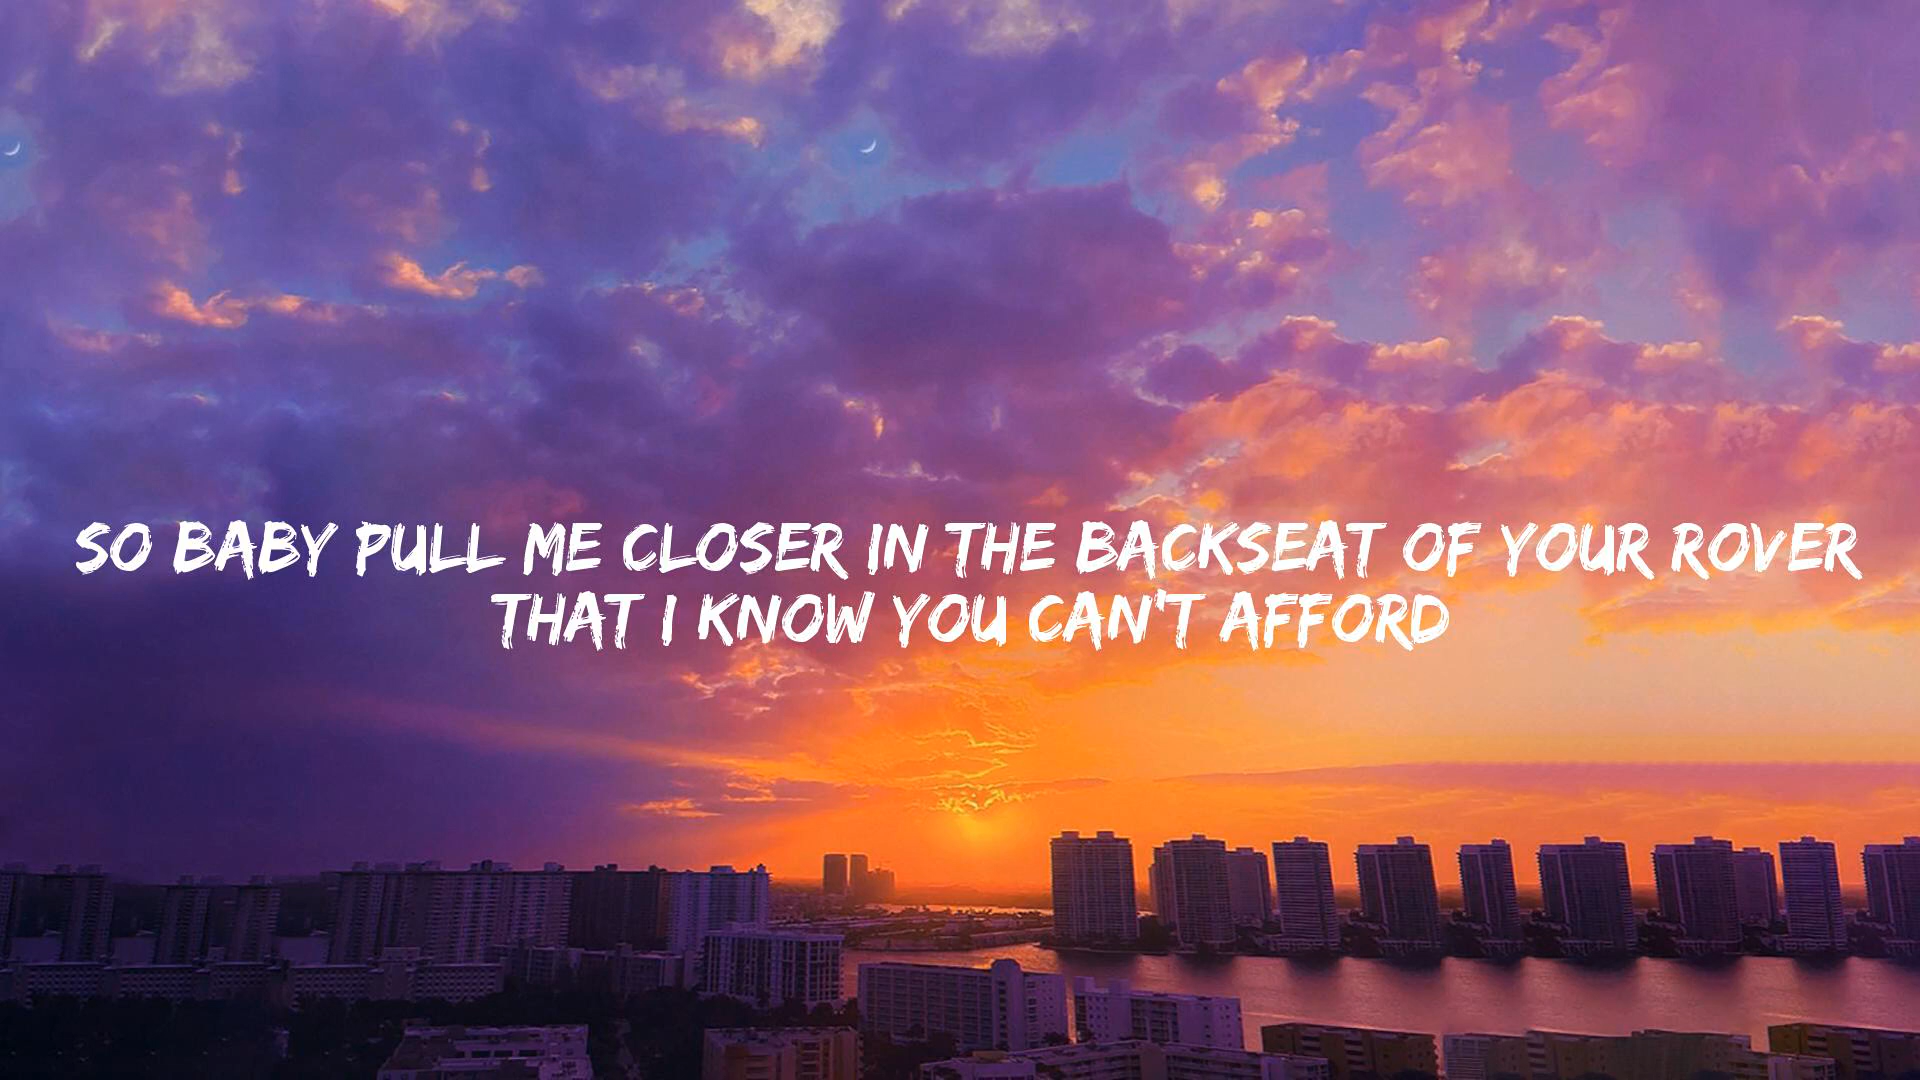 SO BABY PULL ME CLOSER IN THE BACKSEAT OF YOUR ROVER
THAT I KNOW YOU CAN'T AFFORD